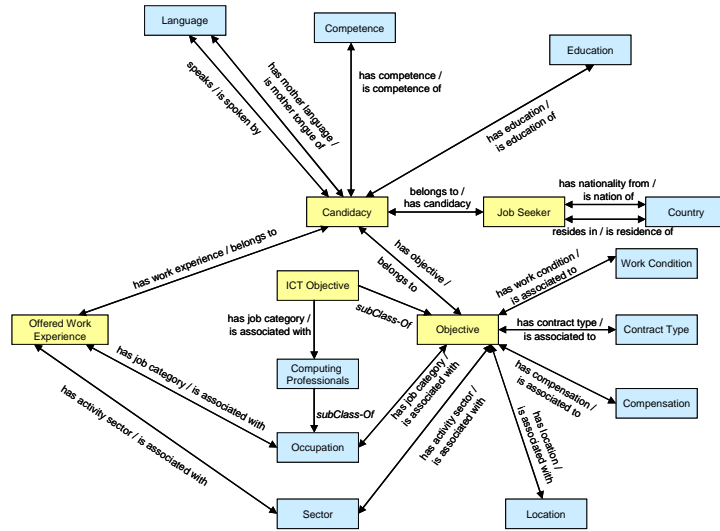 Language
Competence
Education
speaks / is spoken by
has mother language /
is mother tongue of
has competence /
is competence of
has education /
is education of
Candidacy
belongs to /
has candidacy
Job Seeker
has nationality from /
is nation of
Country
resides in / is residence of
has work experience / belongs to
has objective /
belongs to
has work condition /
is associated to
Work Condition
ICT Objective
subClass-Of
Offered Work
Experience
has job category /
is associated with
Objective
has contract type /
is associated to
Contract Type
has job category / is associated with
Computing
Professionals
has job category /
is associated with
has compensation /
is associated to
Compensation
subClass-Of
has activity sector / is associated with
Occupation
has activity sector /
is associated with
has location /
is associated with
Sector
Location